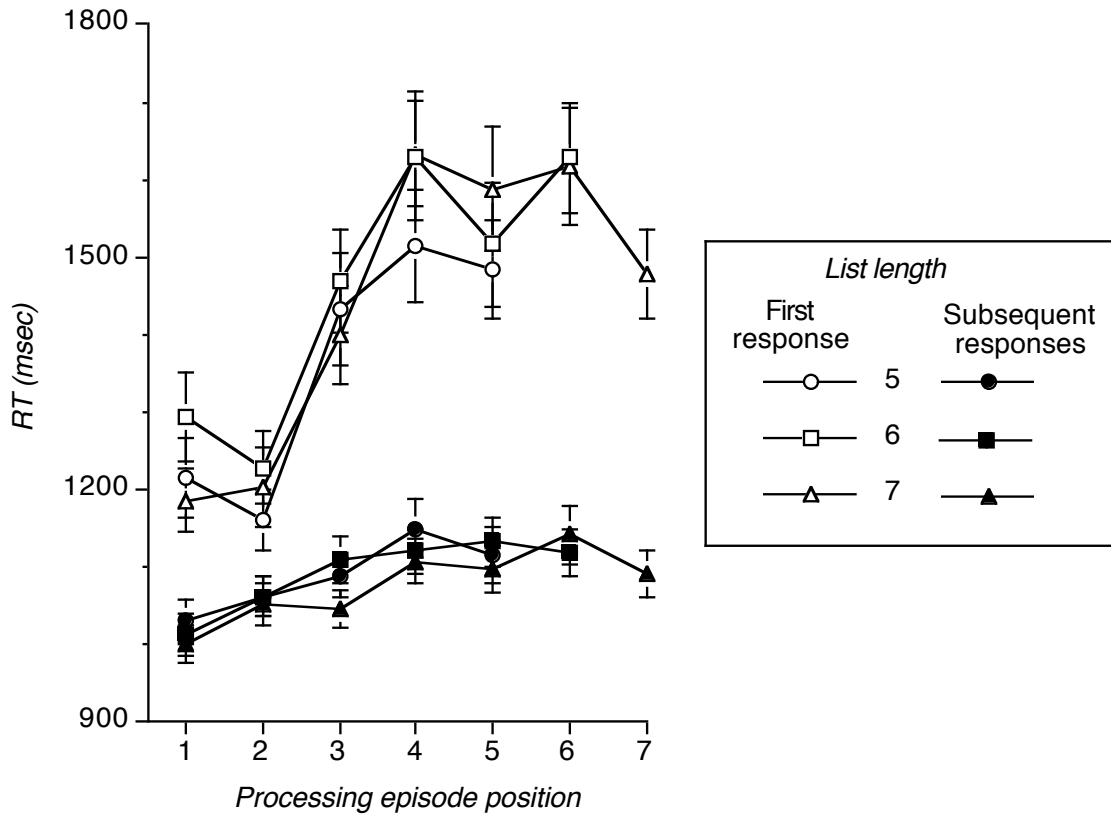 1800
1500
1200
900
RT (msec)
1 2 3 4 5 6 7
Processing episode position
List length
First response
Subsequent responses
5
6
7